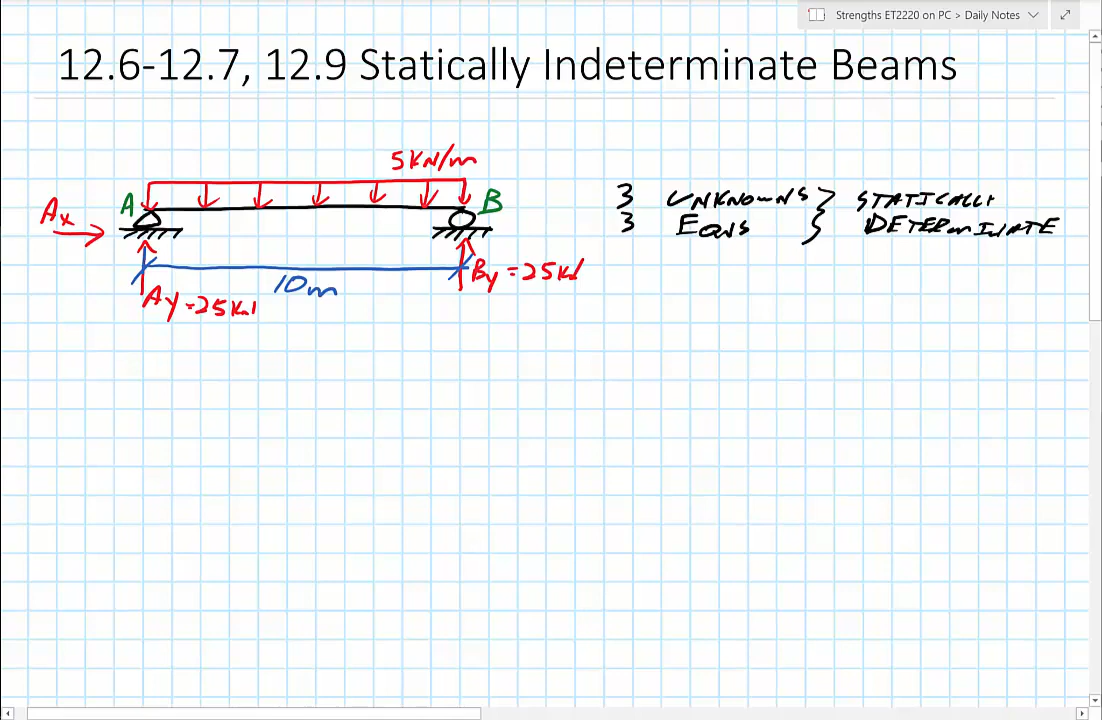 Strengths ET2220 on PC > Daily Notes
12.6-12.7, 12.9 Statically Indeterminate Beams
5KN/m
A
B
Ax
3 UNKNOWNS } STATICALLY
3 EQNS } DETERMINATE
By = 25KN
10m
Ay = 25KN